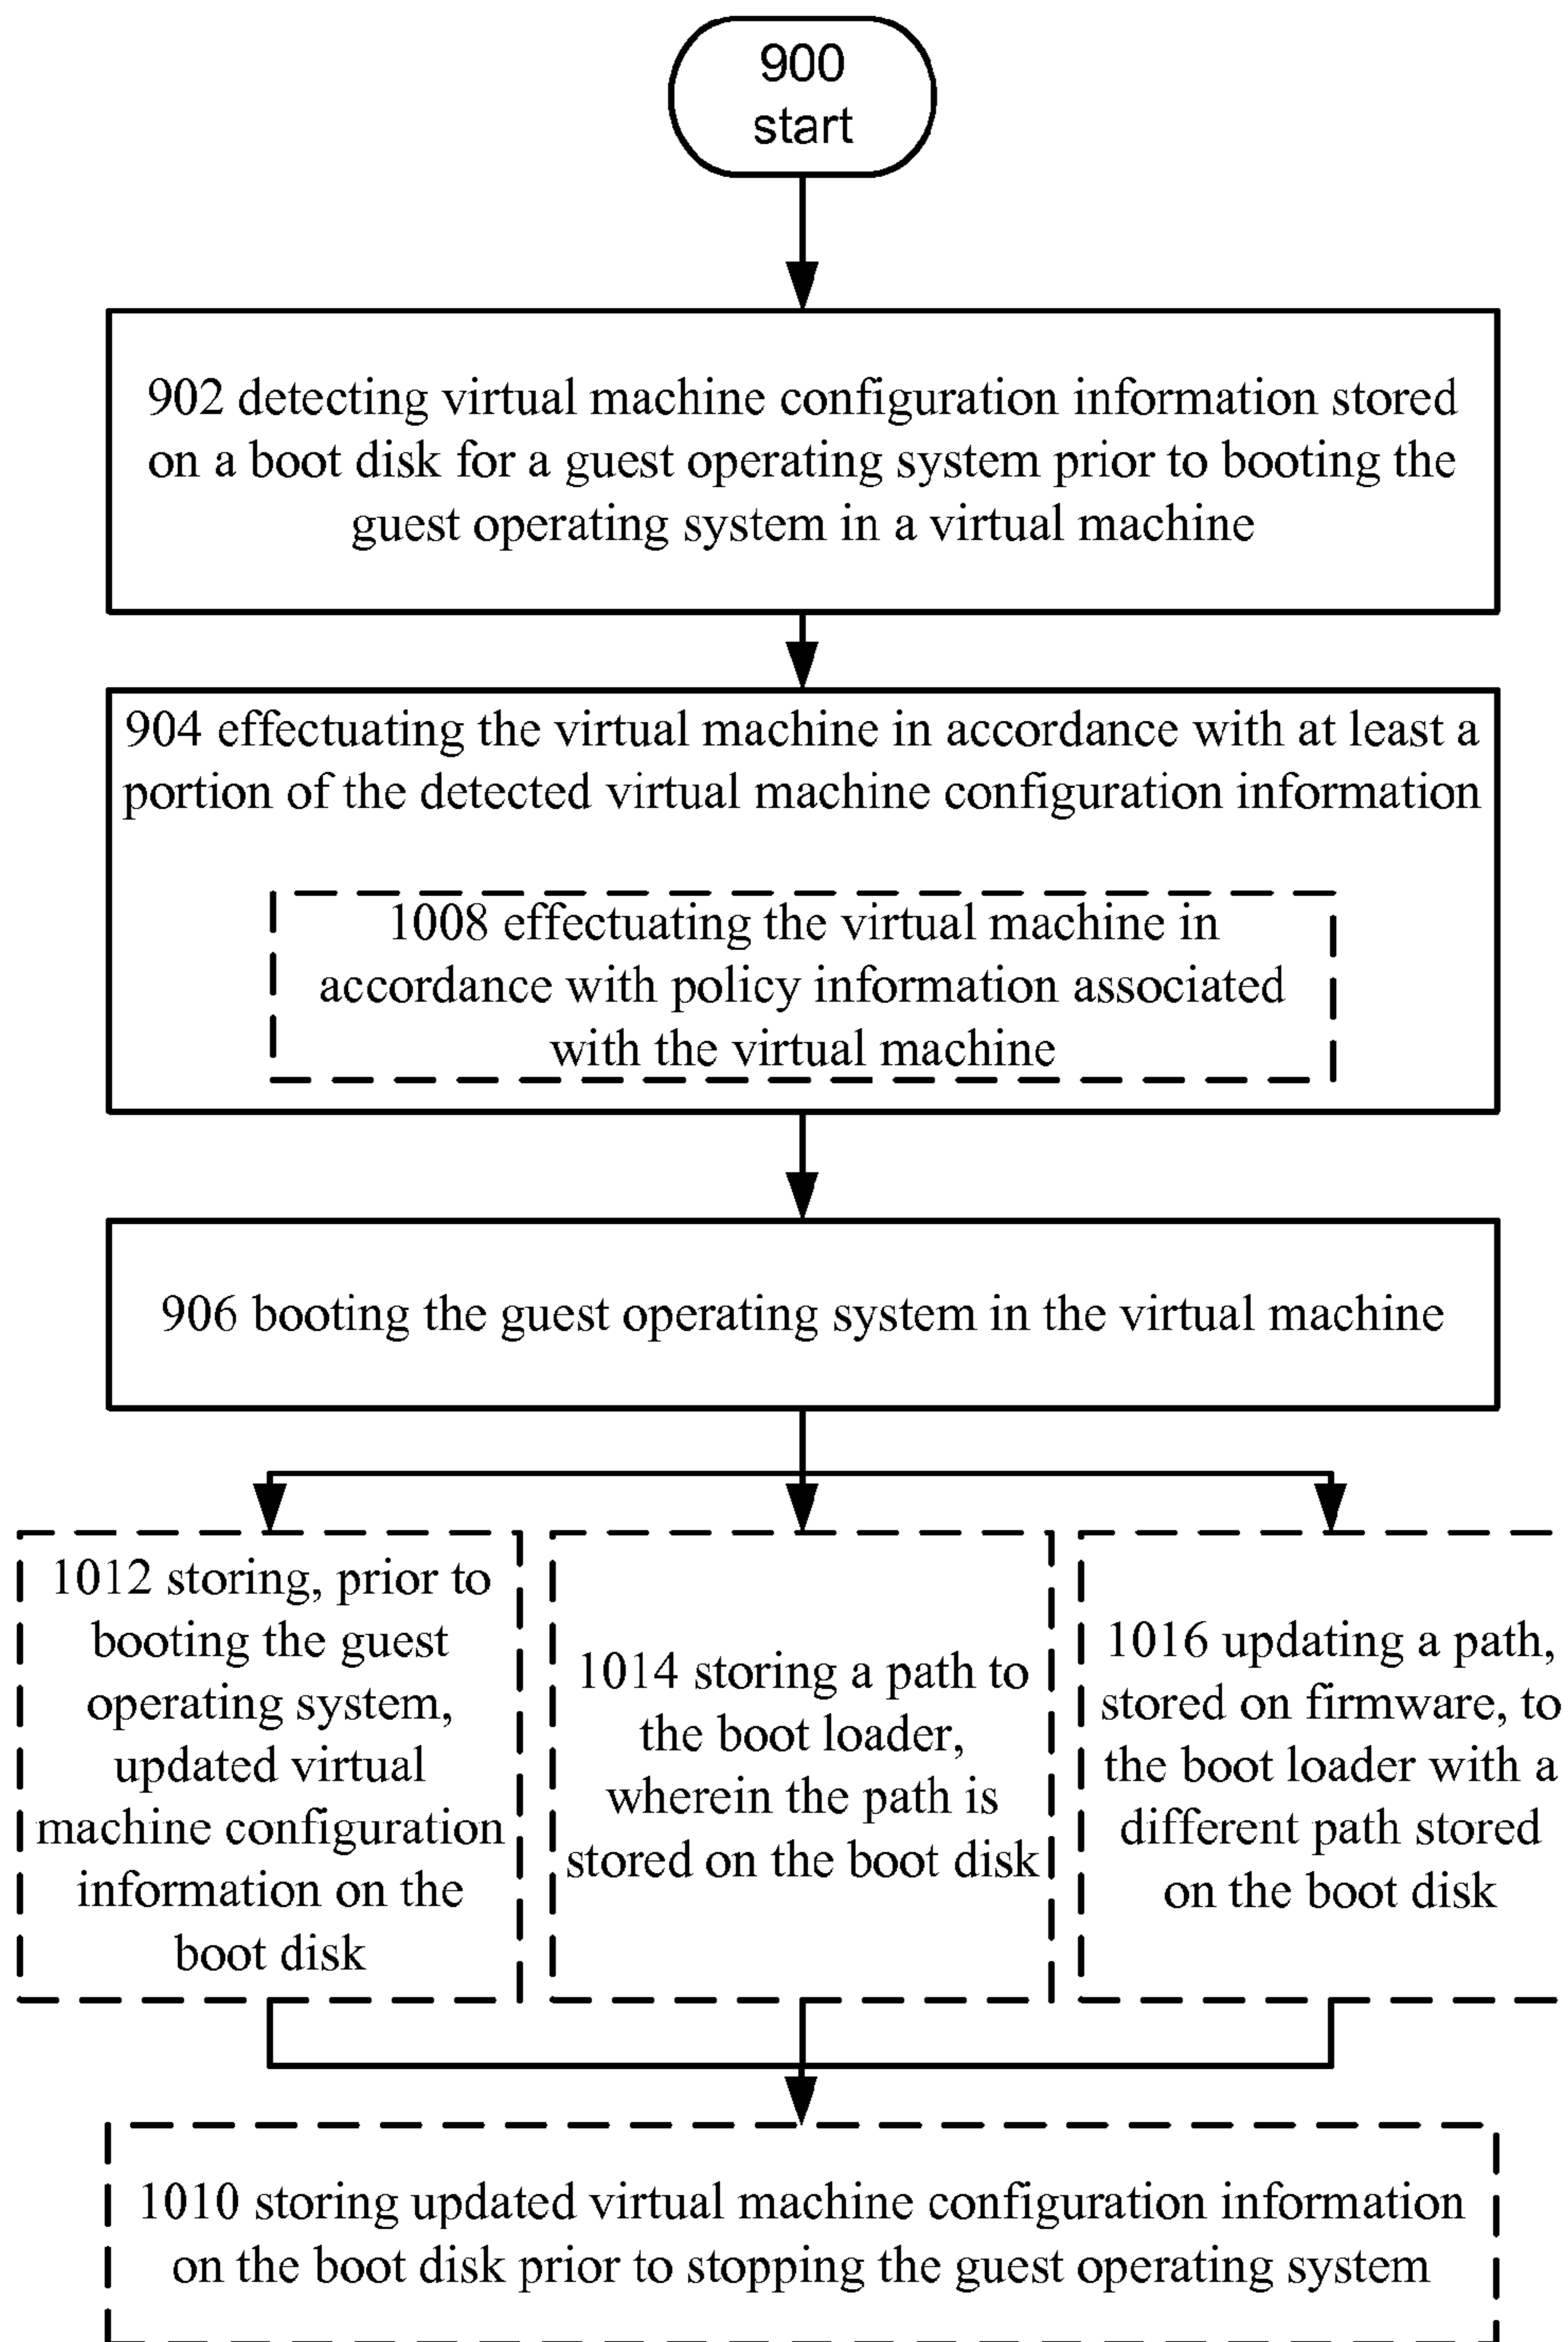 900
start
902 detecting virtual machine configuration information stored
on a boot disk for a guest operating system prior to booting the
guest operating system in a virtual machine
904 effectuating the virtual machine in accordance with at least a
portion of the detected virtual machine configuration information
1008 effectuating the virtual machine in
accordance with policy information associated
with the virtual machine
906 booting the guest operating system in the virtual machine
1012 storing, prior to
booting the guest
operating system,
updated virtual
machine configuration
information on the
boot disk
1014 storing a path to
the boot loader,
wherein the path is
stored on the boot disk
1016 updating a path,
stored on firmware, to
the boot loader with a
different path stored
on the boot disk
1010 storing updated virtual machine configuration information
on the boot disk prior to stopping the guest operating system